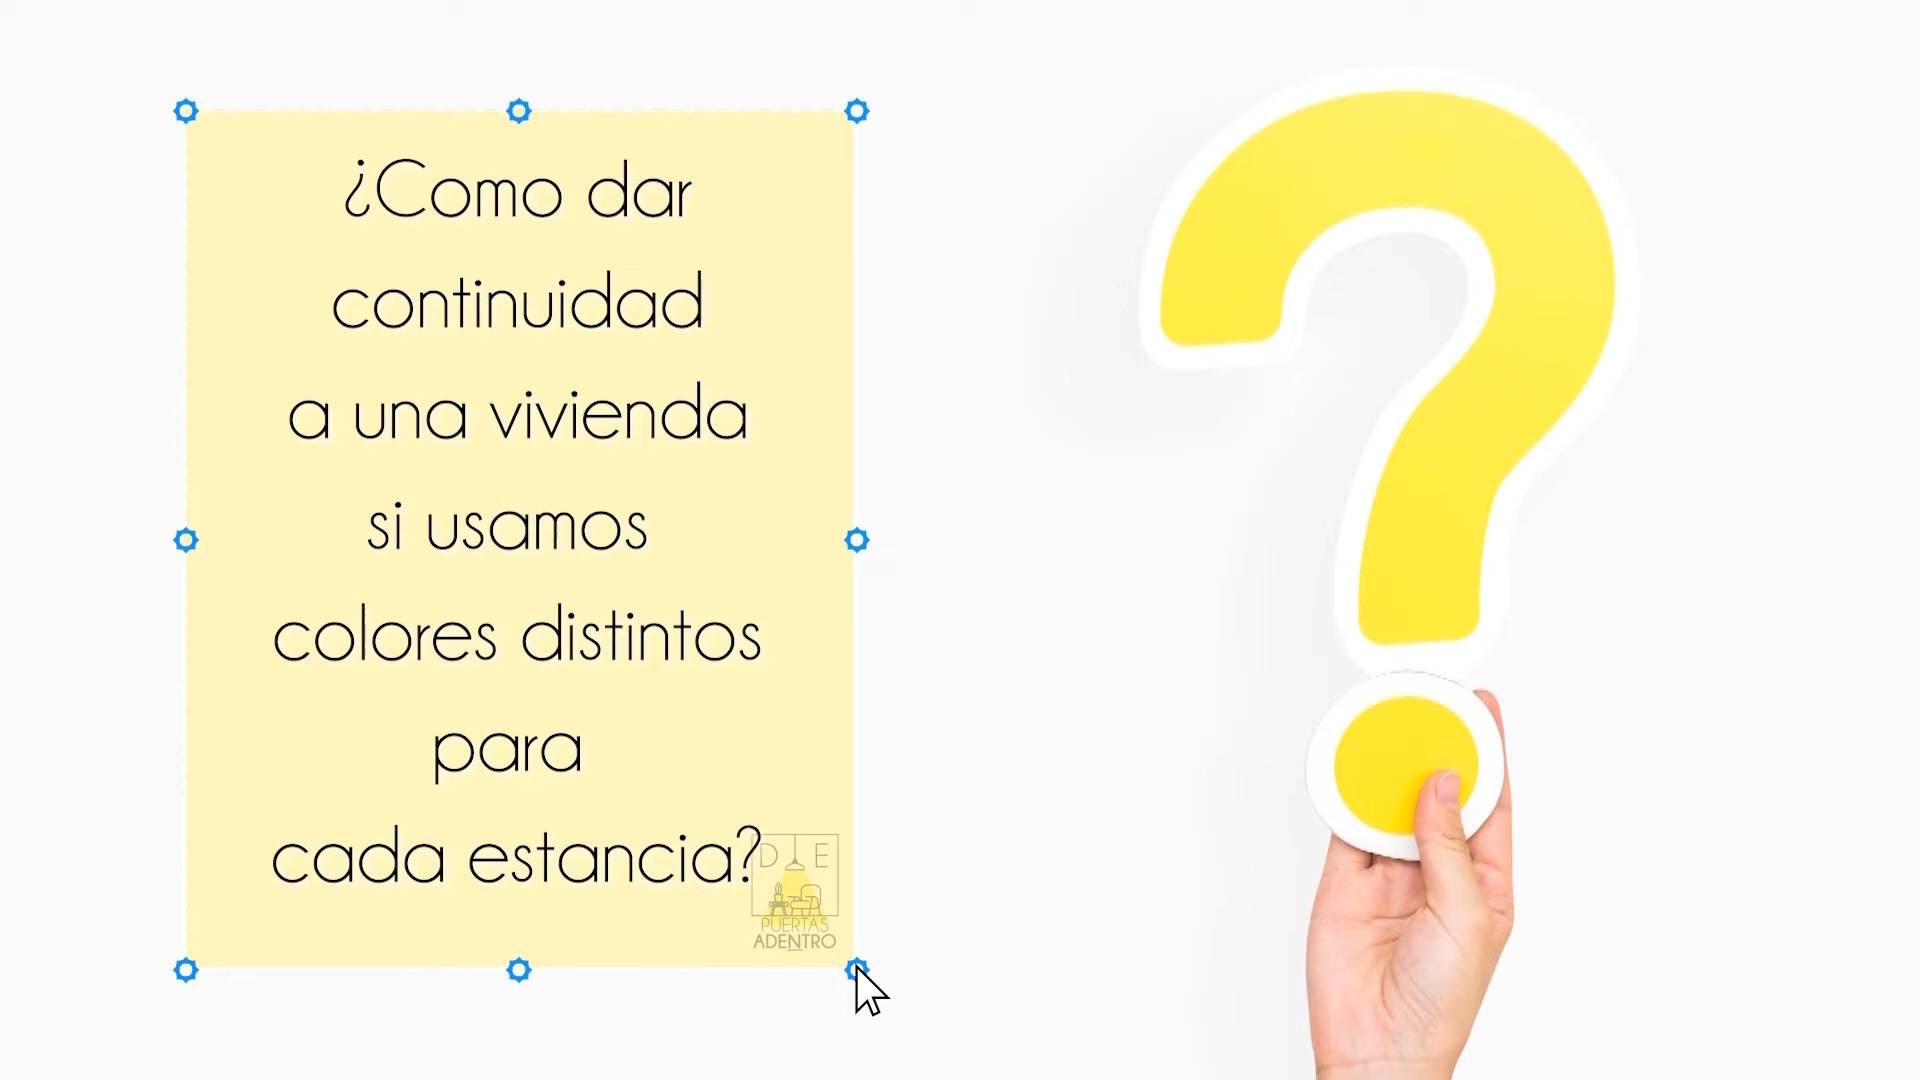 ¿Como dar
continuidad
a una vivienda
si usamos
colores distintos
para
cada estancia?
D E
PUERTAS
ADENTRO